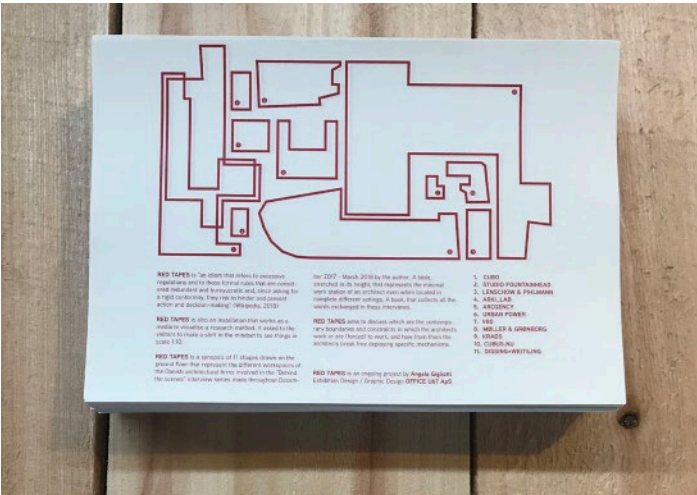 RED TAPES is "an idiom that refers to excessive
regulations and to those formal rules that are consid-
ered redundant and bureaucratic and, since asking for
a rigid conformity, they risk to hinder and prevent
action and decision-making" (Wikipedia, 2018)
RED TAPES is also an installation that works as a
media to visualize a research method. It asked to the
visitors to make a shift in the mindset to see things in
scale 1:10.
RED TAPES is a synopsis of 11 shapes drawn on the
ground floor that represent the different workspaces of
the Danish architectural firms involved in the "Behind
the scenes" interview series made throughout Decem-
ber 2017 - March 2018 by the author. A
stretched in its height, that represents the minimal
work station of an architect even when located in
complete different settings. A book, that collects all the
words exchanged in these interviews.
RED TAPES aims to discuss which are the contempo-
rary boundaries and constraints in which the architects
work or are (forced) to work, and how from them the
architects break free deploying specific mechanisms.
RED TAPES is an ongoing project by Angela Gigliotti
Exhibition Design / Graphic Design OFFICE U67 ApS
1. CUBO
2. STUDIO FOUNTAINHEAD
3. LENSCHOW & PIHLMANN
4. ARKI_LAB
5. ARCGENCY
6. URBAN POWER
7. 
8. MØLLER & GRØNBORG
9. KRADS
10. CUBUS.NU
11. DISSING+WEITLING